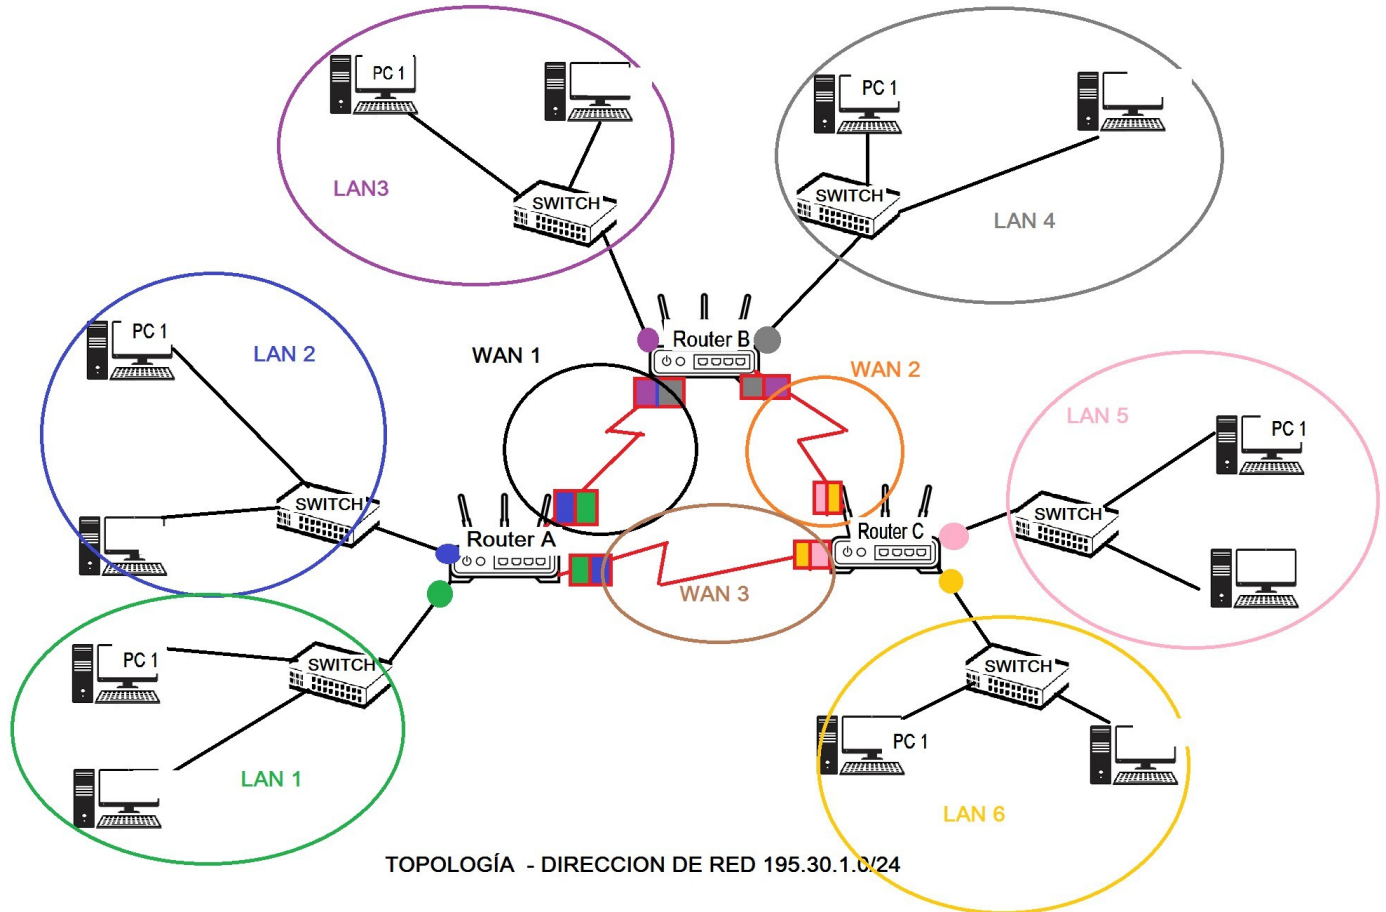 PC 1
PC 1
LAN3
SWITCH
SWITCH
LAN 4
PC 1
LAN 2
WAN 1
Router B
WAN 2
LAN 5
PC 1
SWITCH
SWITCH
Router A
Router C
WAN 3
PC 1
SWITCH
SWITCH
LAN 1
PC 1
LAN 6
TOPOLOGÍA - DIRECCION DE RED 195.30.1.0/24